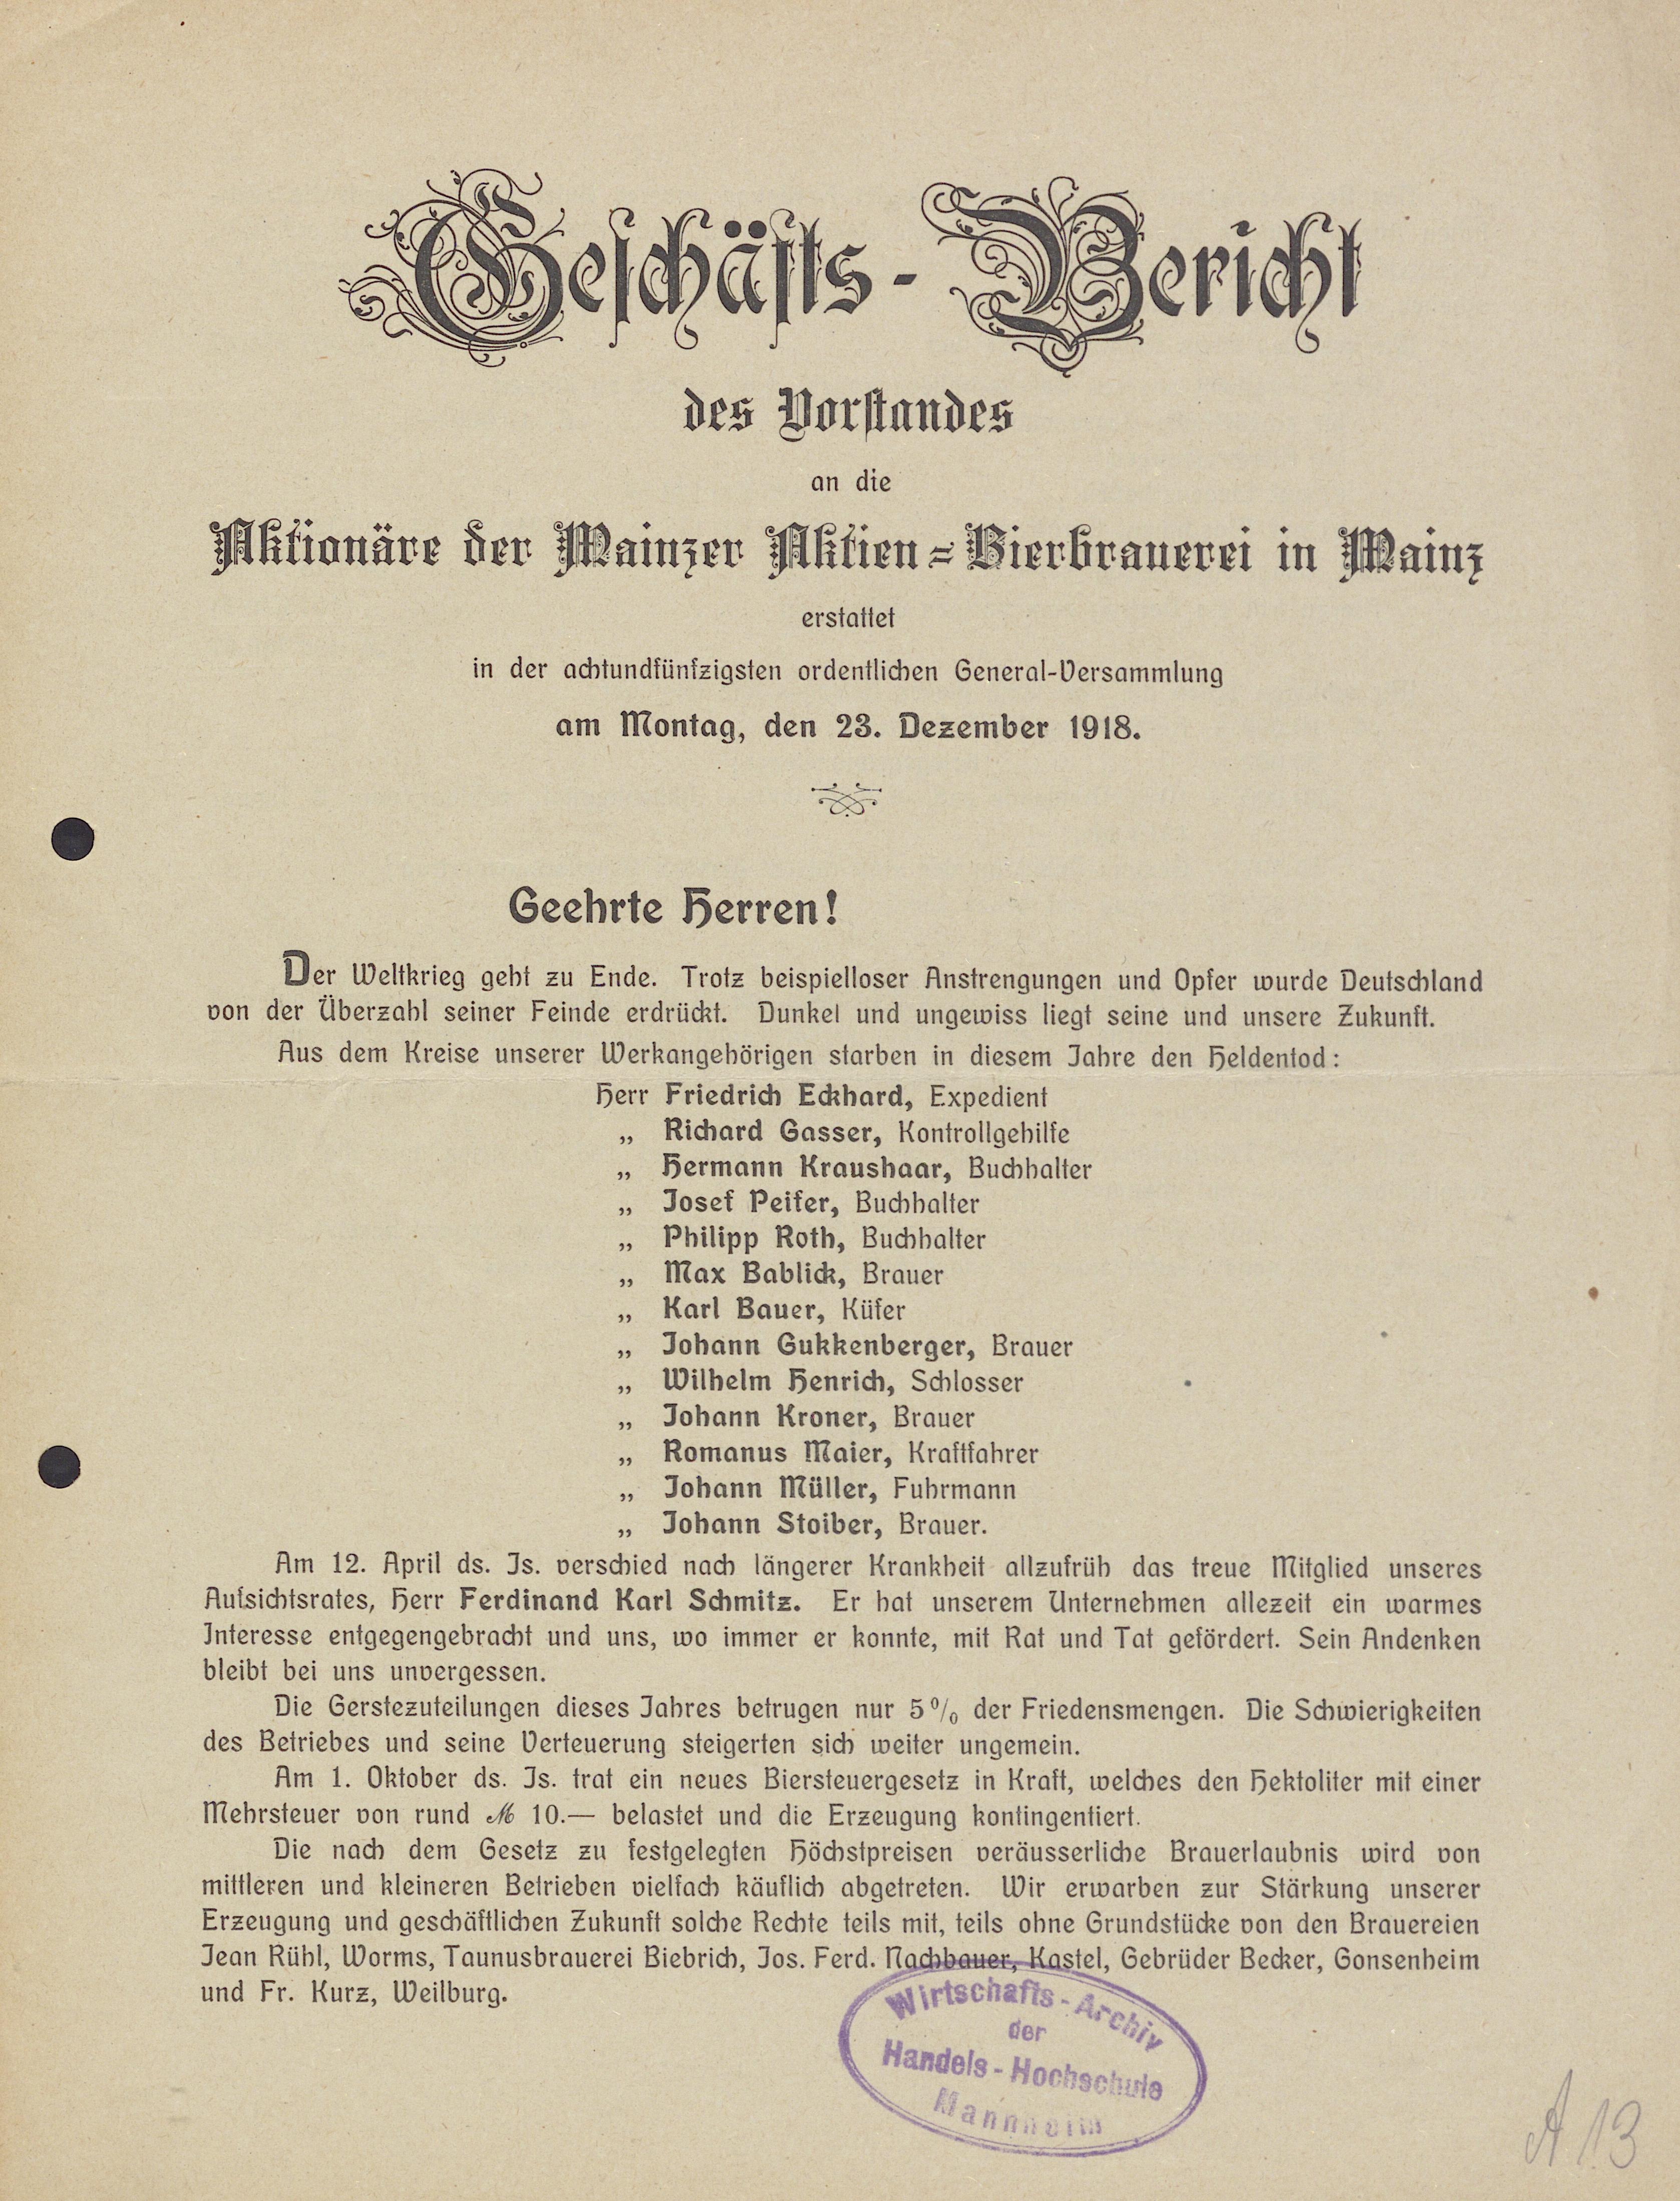 Geschäfts-Bericht
des Vorstandes
an die
Aktionäre der Mainzer Aktien=Bierbrauerei in Mainz
erstattet
in der achtundfünfzigsten ordentlichen General-Versammlung
am Montag, den 23. Dezember 1918.
Geehrte Herren!
Der Weltkrieg geht zu Ende. Trotz beispielloser Anstrengungen und Opfer wurde Deutschland
von der Überzahl seiner Feinde erdrückt. Dunkel und ungewiss liegt seine und unsere Zukunft.
Aus dem Kreise unserer Werkangehörigen starben in diesem Jahre den Heldentod:
Herr Friedrich Eckhard, Expedient
„ Richard Gasser, Kontrollgehilfe
„ Hermann Kraushaar, Buchhalter
„ Josef Peifer, Buchhalter
„ Philipp Roth, Buchhalter
„ Max Bablick, Brauer
„ Karl Bauer, Küfer
„ Johann Gukkenberger, Brauer
„ Wilhelm Henrich, Schlosser
„ Johann Kroner, Brauer
„ Romanus Maier, Kraftfahrer
„ Johann Müller, Fuhrmann
„ Johann Stoiber, Brauer.
Am 12. April ds. Js. verschied nach längerer Krankheit allzufrüh das treue Mitglied unseres
Aufsichtsrates, Herr Ferdinand Karl Schmitz. Er hat unserem Unternehmen allezeit ein warmes
Interesse entgegengebracht und uns, wo immer er konnte, mit Rat und Tat gefördert. Sein Andenken
bleibt bei uns unvergessen.
Die Gerstezuteilungen dieses Jahres betrugen nur 5% der Friedensmengen. Die Schwierigkeiten
des Betriebes und seine Verteuerung steigerten sich weiter ungemein.
Am 1. Oktober ds. Js. trat ein neues Biersteuergesetz in Kraft, welches den Hektoliter mit einer
Mehrsteuer von rund ℳ 10.— belastet und die Erzeugung kontingentiert.
Die nach dem Gesetz zu festgelegten Höchstpreisen veräusserliche Brauerlaubnis wird von
mittleren und kleineren Betrieben vielfach käuflich abgetreten. Wir erwarben zur Stärkung unserer
Erzeugung und geschäftlichen Zukunft solche Rechte teils mit, teils ohne Grundstücke von den Brauereien
Jean Rühl, Worms, Taunusbrauerei Biebrich, Jos. Ferd. Nachbauer, Kastel, Gebrüder Becker, Gonsenheim
und Fr. Kurz, Weilburg.
Wirtschafts-Archiv
der
Handels-Hochschule
Mannheim
A 13